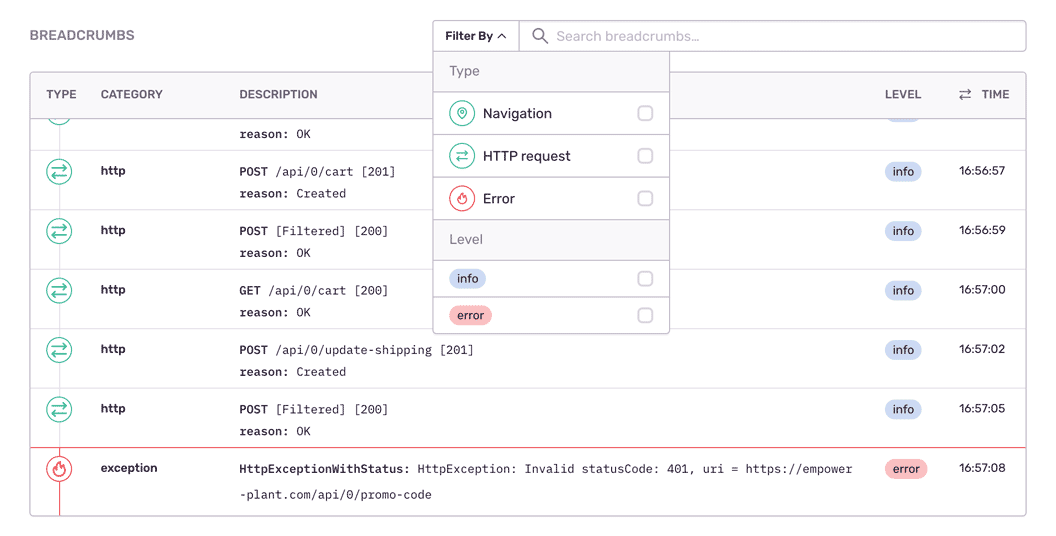 BREADCRUMBS
Filter By
Search breadcrumbs...
TYPE CATEGORY DESCRIPTION LEVEL TIME
Type
Navigation
HTTP request
Error
Level
info
error
reason: OK
http POST /api/0/cart [201] info 16:56:57
reason: Created
http POST [Filtered] [200] info 16:56:59
reason: OK
http GET /api/0/cart [200] info 16:57:00
reason: OK
http POST /api/0/update-shipping [201] info 16:57:02
reason: Created
http POST [Filtered] [200] info 16:57:05
reason: OK
exception HttpExceptionWithStatus: HttpException: Invalid statusCode: 401, uri = https://empower error 16:57:08
-plant.com/api/0/promo-code